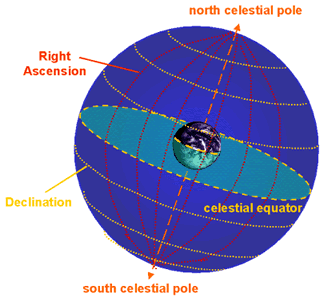 north celestial pole
Right
Ascension
Declination
celestial equator
south celestial pole